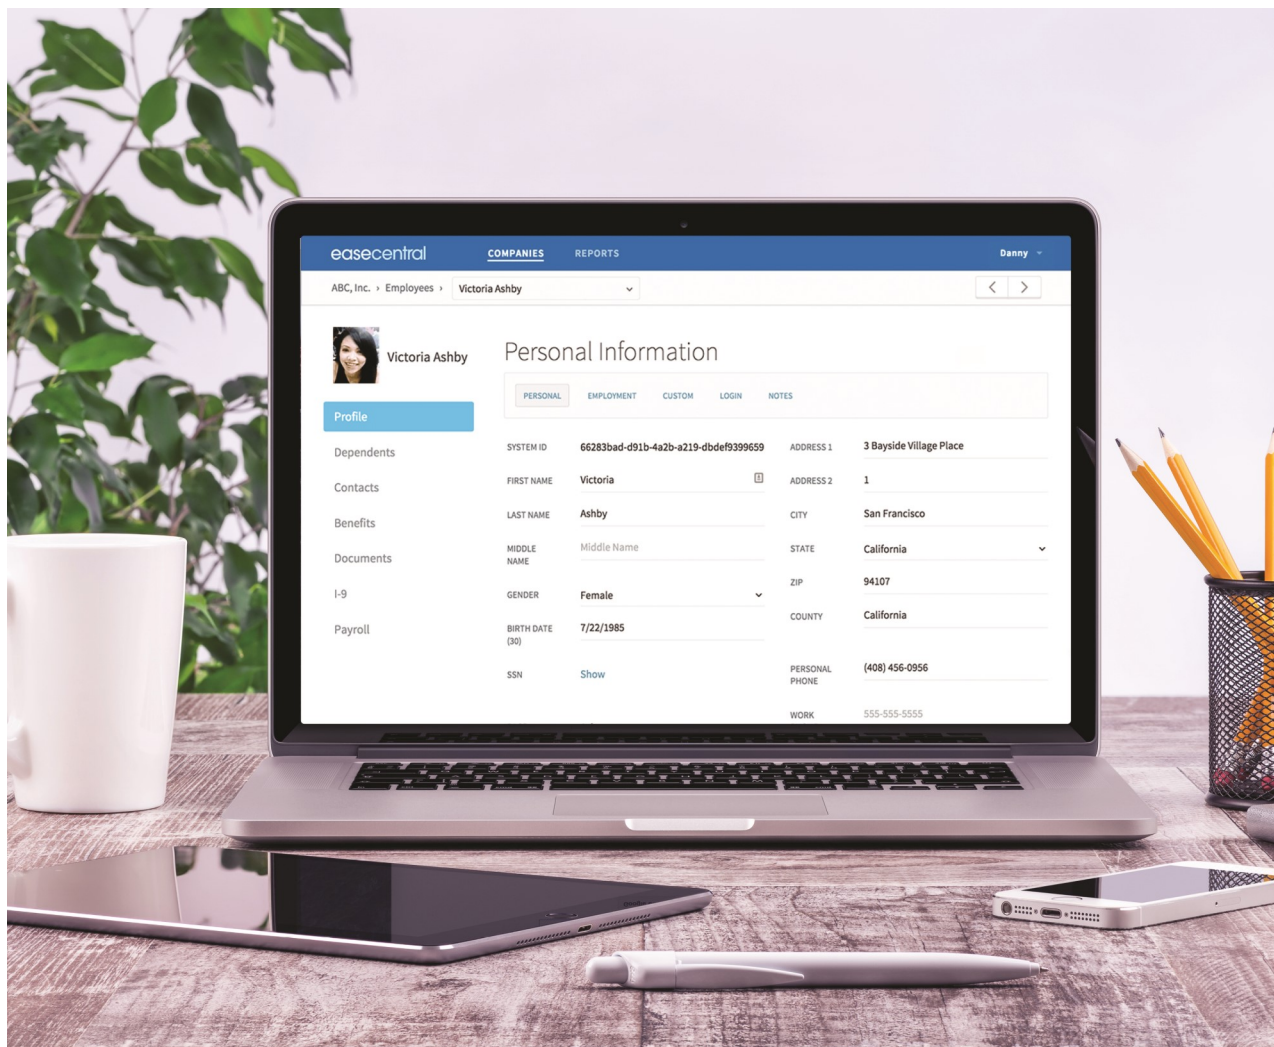 easecentral COMPANIES REPORTS Danny
ABC, Inc. › Employees › Victoria Ashby
Victoria Ashby
Profile
Dependents
Contacts
Benefits
Documents
I-9
Payroll
Personal Information
PERSONAL EMPLOYMENT CUSTOM LOGIN NOTES
SYSTEM ID 66283bad-d91b-4a2b-a219-dbdef9399659
FIRST NAME Victoria
LAST NAME Ashby
MIDDLE NAME Middle Name
GENDER Female
BIRTH DATE (30) 7/22/1985
SSN Show
ADDRESS 1 3 Bayside Village Place
ADDRESS 2 1
CITY San Francisco
STATE California
ZIP 94107
COUNTY California
PERSONAL PHONE (408) 456-0956
WORK 555-555-5555